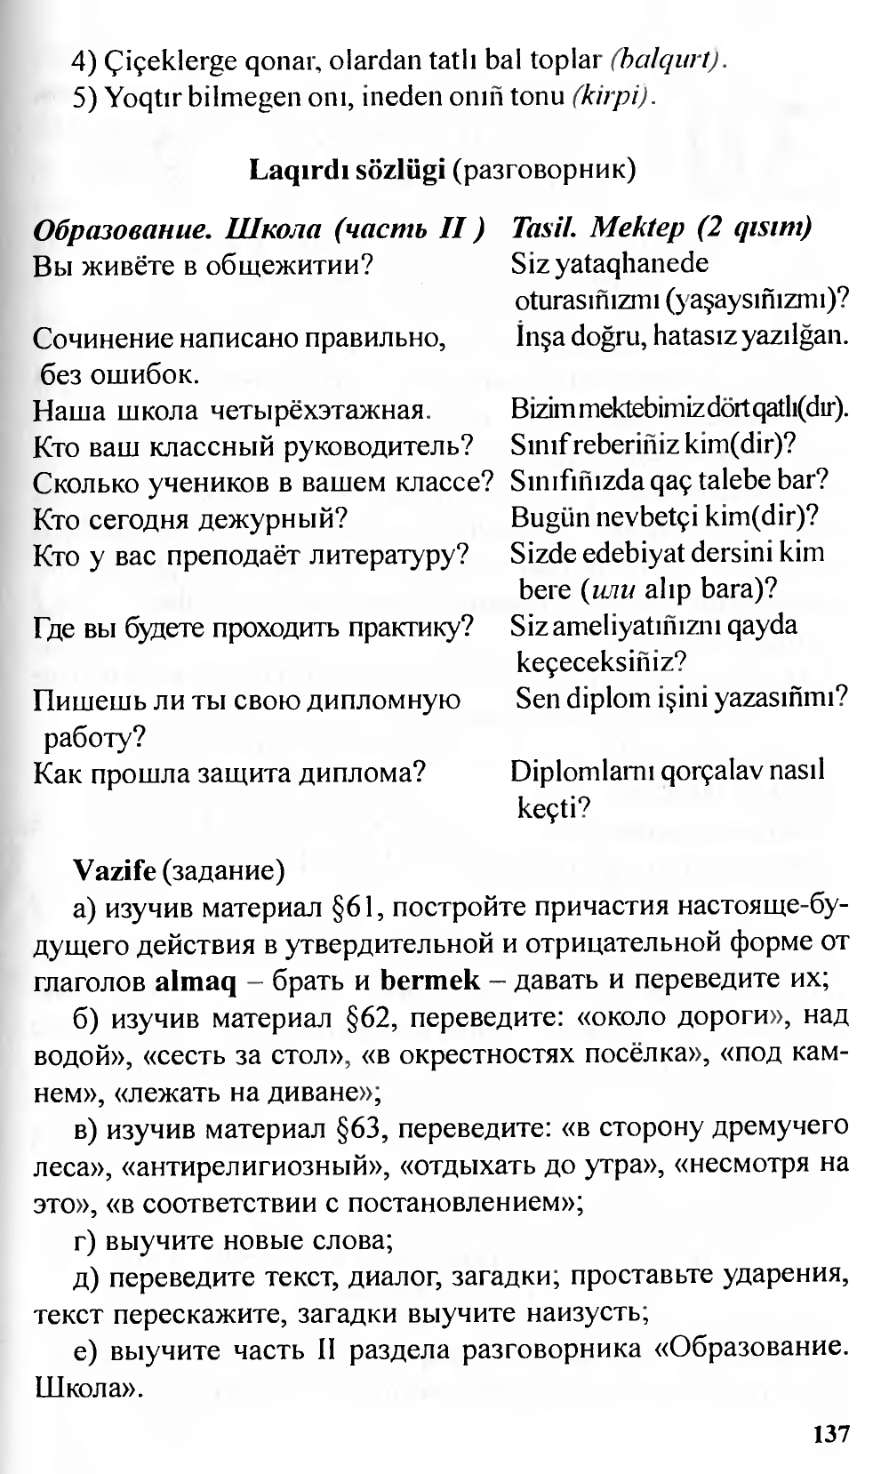 4) Çiçeklerge qonar, olardan tatlı bal toplar (balqurt).
5) Yoqtır bilmegen onı, ineden onıñ tonu (kirpi).
Laqırdı sözlügi (разговорник)
Образование. Школа (часть II ) Tasil. Mektep (2 qısım)
Вы живёте в общежитии? Siz yataqhanede
oturasıñızmı (yaşaysıñızmı)?
Сочинение написано правильно, İnşa doğru, hatasız yazılğan.
без ошибок.
Наша школа четырёхэтажная. Bizim mektebimiz dört qatlı(dır).
Кто ваш классный руководитель? Sınıf reberiñiz kim(dir)?
Сколько учеников в вашем классе? Sınıfıñızda qaç talebe bar?
Кто сегодня дежурный? Bugün nevbetçi kim(dir)?
Кто у вас преподаёт литературу? Sizde edebiyat dersini kim
bere (или alıp bara)?
Где вы будете проходить практику? Siz ameliyatıñıznı qayda
keçeceksiñiz?
Пишешь ли ты свою дипломную Sen diplom işini yazasıñmı?
работу?
Как прошла защита диплома? Diplomlarnı qorçalav nasıl
keçti?
Vazife (задание)
а) изучив материал §61, постройте причастия настояще-бу-
дущего действия в утвердительной и отрицательной форме от
глаголов almaq – брать и bermek – давать и переведите их;
б) изучив материал §62, переведите: «около дороги», над
водой», «сесть за стол», «в окрестностях посёлка», «под кам-
нем», «лежать на диване»;
в) изучив материал §63, переведите: «в сторону дремучего
леса», «антирелигиозный», «отдыхать до утра», «несмотря на
это», «в соответствии с постановлением»;
г) выучите новые слова;
д) переведите текст, диалог, загадки; проставьте ударения,
текст перескажите, загадки выучите наизусть;
е) выучите часть II раздела разговорника «Образование.
Школа».
137